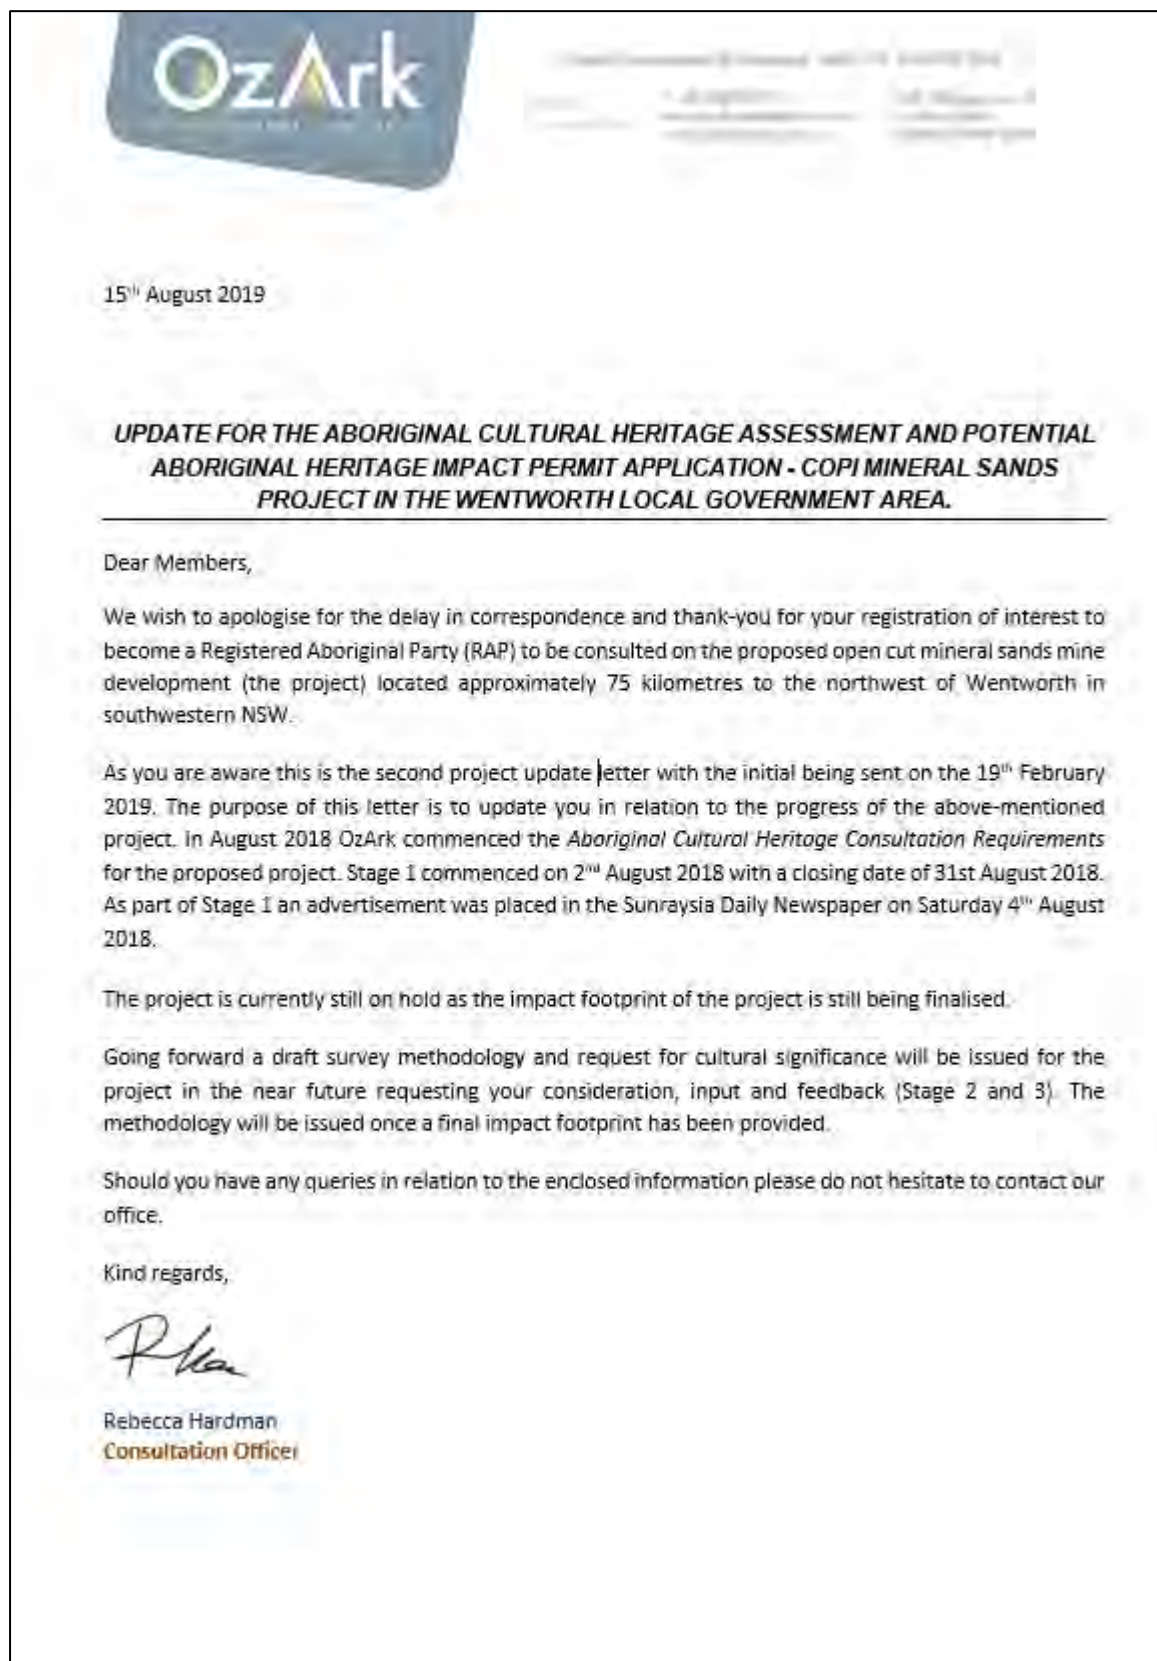 OzArk
15th August 2019
UPDATE FOR THE ABORIGINAL CULTURAL HERITAGE ASSESSMENT AND POTENTIAL
ABORIGINAL HERITAGE IMPACT PERMIT APPLICATION - COPI MINERAL SANDS
PROJECT IN THE WENTWORTH LOCAL GOVERNMENT AREA.
Dear Members,
We wish to apologise for the delay in correspondence and thank-you for your registration of interest to
become a Registered Aboriginal Party (RAP) to be consulted on the proposed open cut mineral sands mine
development (the project) located approximately 75 kilometres to the northwest of Wentworth in
southwestern NSW.
As you are aware this is the second project update letter with the initial being sent on the 19th February
2019. The purpose of this letter is to update you in relation to the progress of the above-mentioned
project. In August 2018 OzArk commenced the Aboriginal Cultural Heritage Consultation Requirements
for the proposed project. Stage 1 commenced on 2nd August 2018 with a closing date of 31st August 2018.
As part of Stage 1 an advertisement was placed in the Sunraysia Daily Newspaper on Saturday 4th August
2018.
The project is currently still on hold as the impact footprint of the project is still being finalised.
Going forward a draft survey methodology and request for cultural significance will be issued for the
project in the near future requesting your consideration, input and feedback (Stage 2 and 3). The
methodology will be issued once a final impact footprint has been provided.
Should you have any queries in relation to the enclosed information please do not hesitate to contact our
office.
Kind regards,
Rebecca Hardman
Consultation Officer